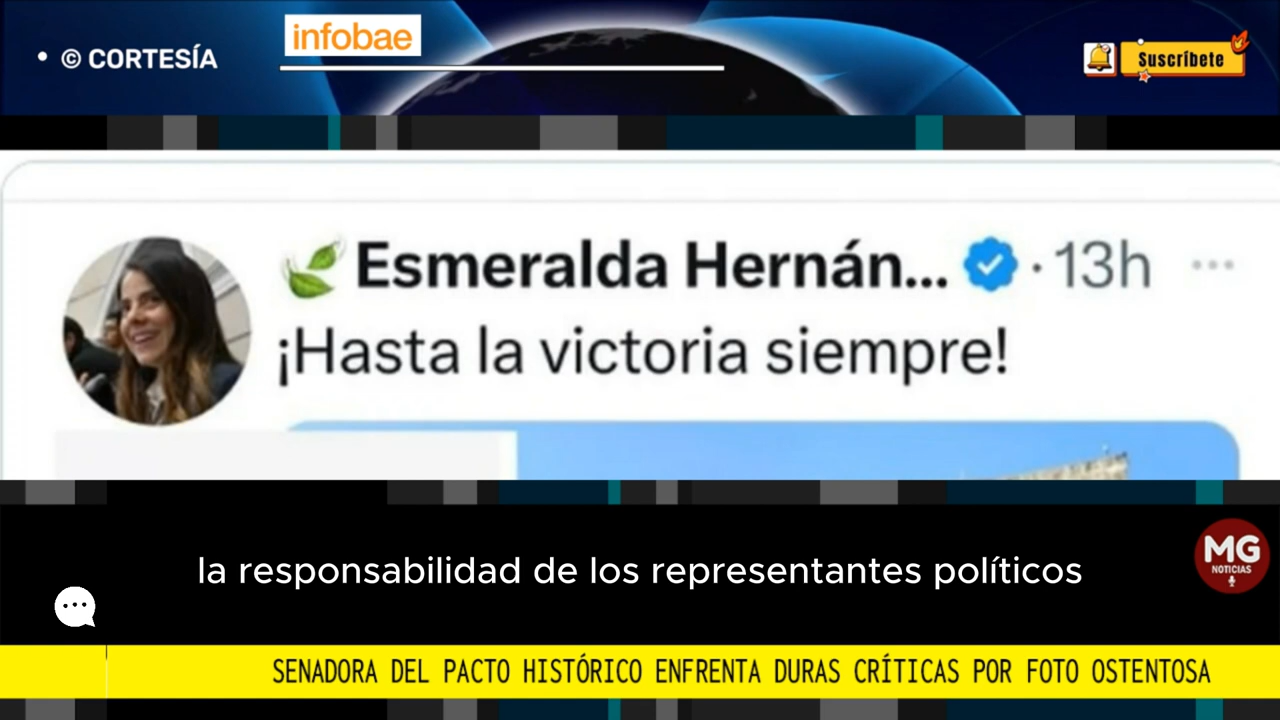 • © CORTESÍA
infobae
Suscríbete
Esmeralda Hernán... · 13h ...
¡Hasta la victoria siempre!
la responsabilidad de los representantes políticos
MG
NOTICIAS
SENADORA DEL PACTO HISTÓRICO ENFRENTA DURAS CRÍTICAS POR FOTO OSTENTOSA